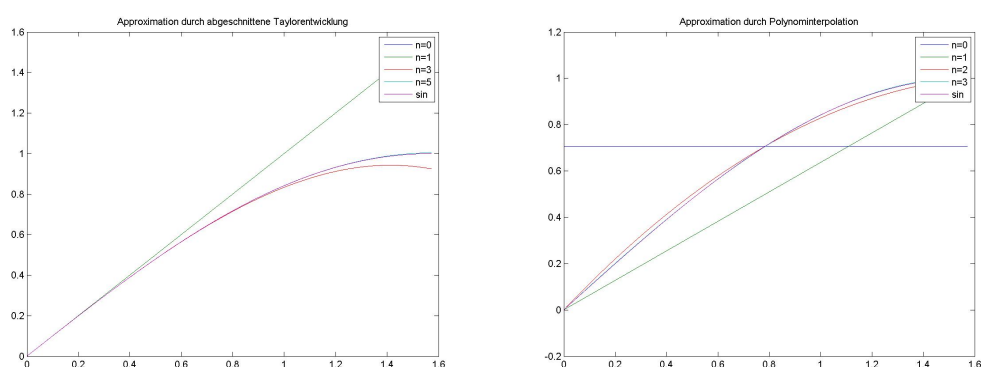 Approximation durch abgeschnittene Taylorentwicklung
1.6
1.4
1.2
1
0.8
0.6
0.4
0.2
0
0 0.2 0.4 0.6 0.8 1 1.2 1.4 1.6
n=0
n=1
n=3
n=5
sin
Approximation durch Polynominterpolation
1.2
1
0.8
0.6
0.4
0.2
0
-0.2
0 0.2 0.4 0.6 0.8 1 1.2 1.4 1.6
n=0
n=1
n=2
n=3
sin